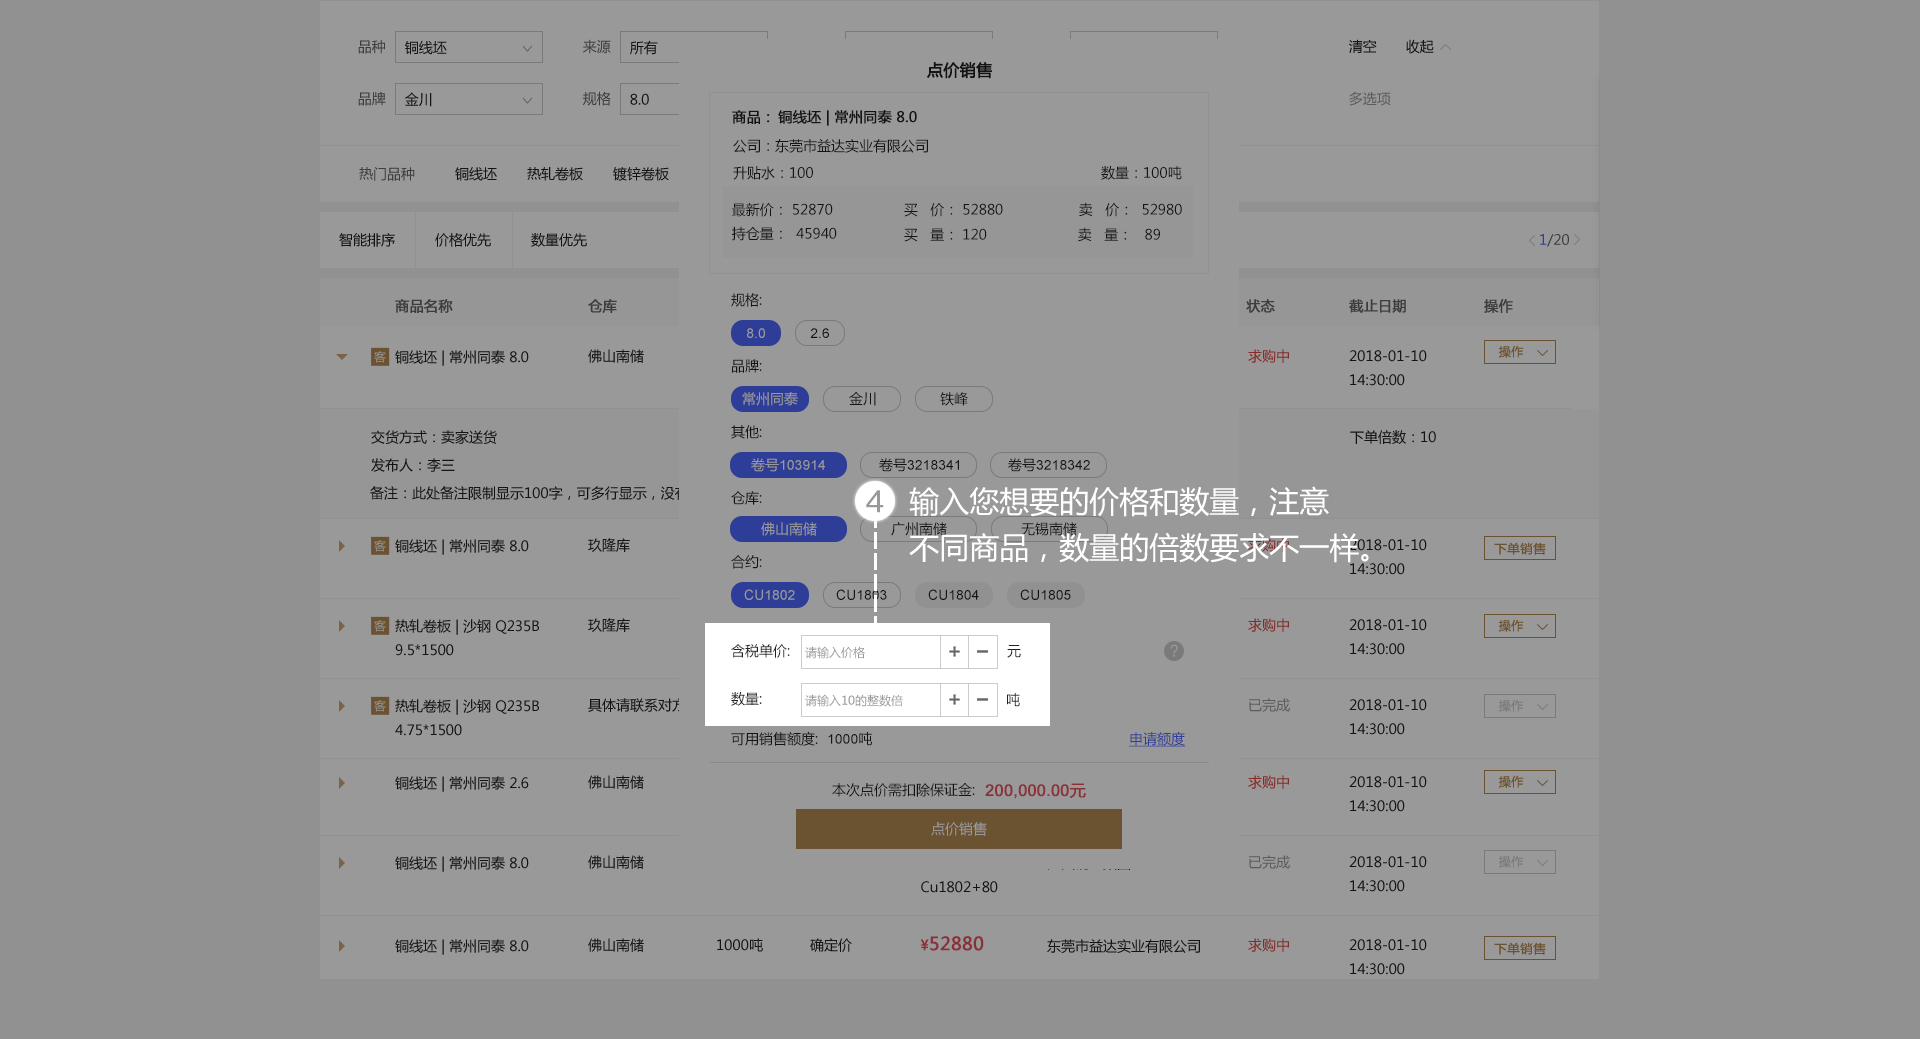 品种 铜线坯 来源 所有 清空 收起
点价销售
品牌 金川 规格 8.0 多选项
商品： 铜线坯 | 常州同泰 8.0
公司：东莞市益达实业有限公司
热门品种 铜线坯 热轧卷板 镀锌卷板
升贴水：100 数量：100吨
最新价： 52870 买 价： 52880 卖 价： 52980
持仓量： 45940 买 量： 120 卖 量： 89
智能排序 价格优先 数量优先 1/20
商品名称 仓库 状态 截止日期 操作
规格:
8.0 2.6
客 铜线坯 | 常州同泰 8.0 佛山南储 求购中 2018-01-10 操作
14:30:00
品牌:
常州同泰 金川 铁峰
其他:
交货方式：卖家送货 下单倍数：10
发布人：李三
卷号103914 卷号3218341 卷号3218342
备注：此处备注限制显示100字，可多行显示，没有
仓库:
4 输入您想要的价格和数量，注意
不同商品，数量的倍数要求不一样。
佛山南储 广州南储 无锡南储
客 铜线坯 | 常州同泰 8.0 玖隆库 求购中 2018-01-10 下单销售
14:30:00
合约:
CU1802 CU1803 CU1804 CU1805
客 热轧卷板 | 沙钢 Q235B 玖隆库 求购中 2018-01-10 操作
9.5*1500 14:30:00
含税单价: 请输入价格 + − 元 ?
数量: 请输入10的整数倍 + − 吨
客 热轧卷板 | 沙钢 Q235B 具体请联系对方 已完成 2018-01-10 操作
4.75*1500 14:30:00
可用销售额度: 1000吨 申请额度
铜线坯 | 常州同泰 2.6 佛山南储 求购中 2018-01-10 操作
14:30:00
本次点价需扣除保证金: 200,000.00元
点价销售
铜线坯 | 常州同泰 8.0 佛山南储 已完成 2018-01-10 操作
Cu1802+80 14:30:00
铜线坯 | 常州同泰 8.0 佛山南储 1000吨 确定价 ¥52880 东莞市益达实业有限公司 求购中 2018-01-10 下单销售
14:30:00